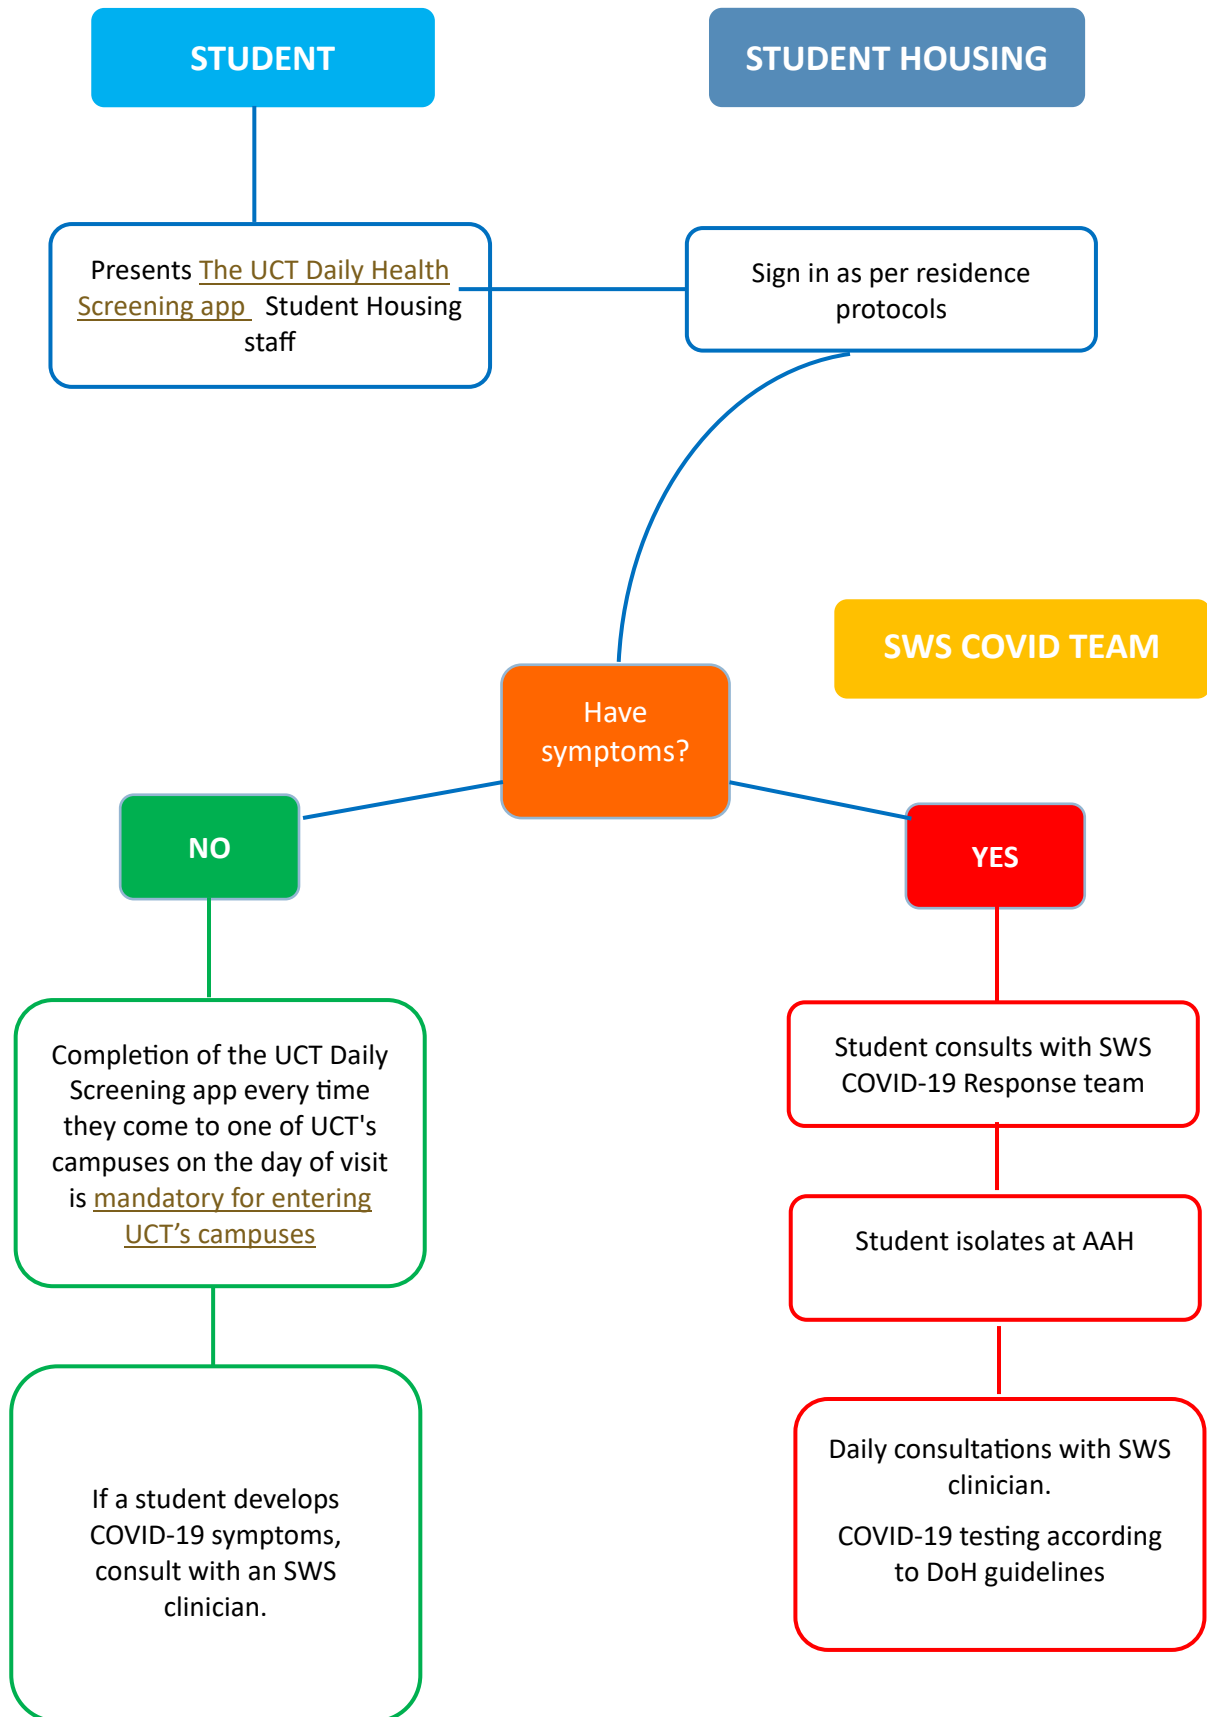 STUDENT
STUDENT HOUSING
Presents The UCT Daily Health
Screening app   Student Housing
staff
Sign in as per residence
protocols
SWS COVID TEAM
Have
symptoms?
NO
YES
Completion of the UCT Daily
Screening app every time
they come to one of UCT's
campuses on the day of visit
is mandatory for entering
UCT’s campuses
Student consults with SWS
COVID-19 Response team
Student isolates at AAH
If a student develops
COVID-19 symptoms,
consult with an SWS
clinician.
Daily consultations with SWS
clinician.
COVID-19 testing according
to DoH guidelines